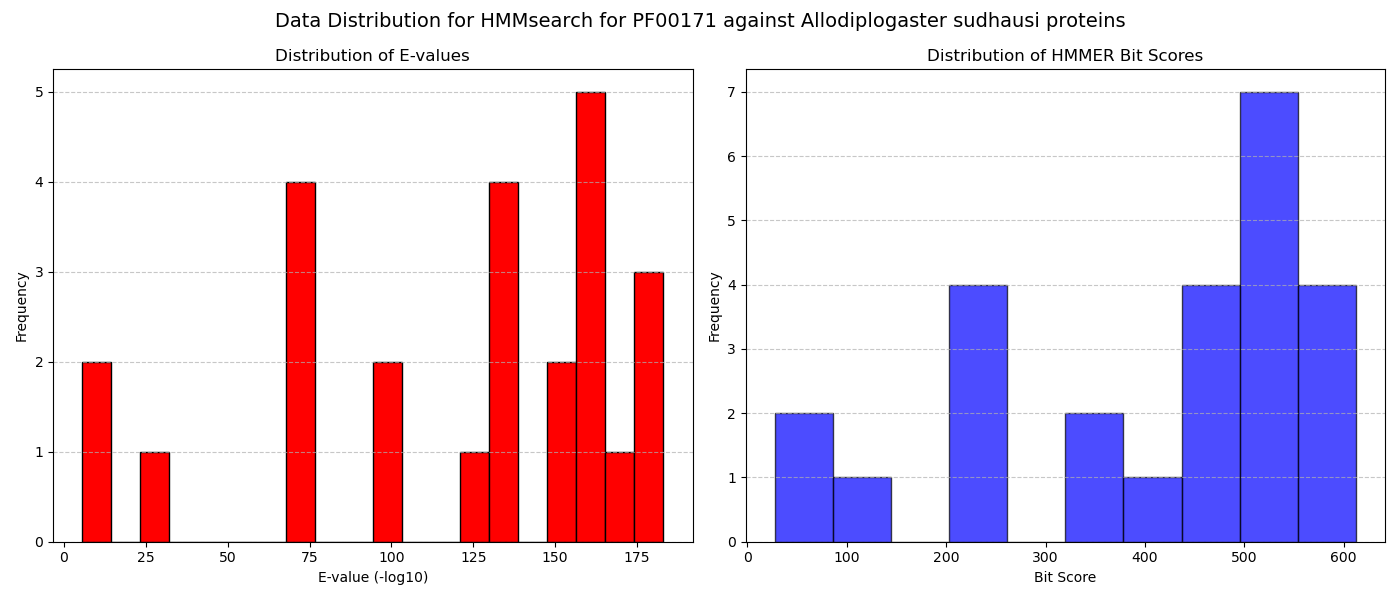 Data Distribution for HMMsearch for PF00171 against Allodiplogaster sudhausi proteins
Distribution of E-values
5
4
3
2
1
0
Frequency
0 25 50 75 100 125 150 175
E-value (-log10)
Distribution of HMMER Bit Scores
7
6
5
4
3
2
1
0
Frequency
0 100 200 300 400 500 600
Bit Score